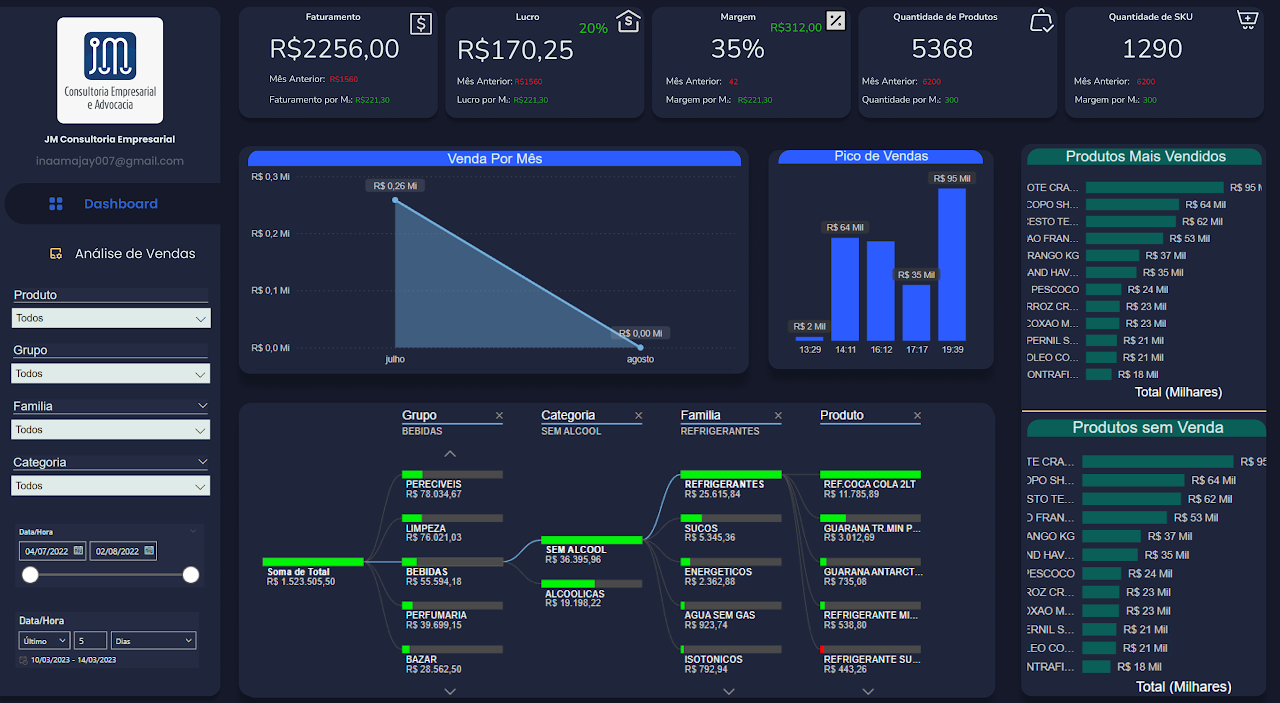 JM
Consultoria Empresarial
e Advocacia
JM Consultoria Empresarial
inaamajay007@gmail.com
Dashboard
Análise de Vendas
Produto
Todos
Grupo
Todos
Familia
Todos
Categoria
Todos
Data/Hora
04/07/2022
02/08/2022
Data/Hora
Último
5
Dias
10/03/2023 - 14/03/2023
Faturamento
R$2256,00
Mês Anterior: R$1560
Faturamento por M.: R$221,30
Lucro
20%
R$170,25
Mês Anterior: R$1560
Lucro por M.: R$221,30
Margem
R$312,00
35%
Mês Anterior: 42
Margem por M.: R$221,30
Quantidade de Produtos
5368
Mês Anterior: 6200
Quantidade por M.: 300
Quantidade de SKU
1290
Mês Anterior: 6200
Margem por M.: 300
Venda Por Mês
R$ 0,3 Mi
R$ 0,2 Mi
R$ 0,1 Mi
R$ 0,0 Mi
R$ 0,26 Mi
R$ 0,00 Mi
julho
agosto
Pico de Vendas
R$ 2 Mil
R$ 64 Mil
R$ 35 Mil
R$ 95 Mil
13:29
14:11
16:12
17:17
19:39
Produtos Mais Vendidos
OTE CRA... R$ 95 M
COPO SH... R$ 64 Mil
CESTO TE... R$ 62 Mil
AO FRAN... R$ 53 Mil
RANGO KG R$ 37 Mil
AND HAV... R$ 35 Mil
PESCOCO R$ 24 Mil
RROZ CR... R$ 23 Mil
COXAO M... R$ 23 Mil
PERNIL S... R$ 21 Mil
OLEO CO... R$ 21 Mil
ONTRAFI... R$ 18 Mil
Total (Milhares)
Produtos sem Venda
TE CRA... R$ 95
OPO SH... R$ 64 Mil
STO TE... R$ 62 Mil
O FRAN... R$ 53 Mil
ANGO KG R$ 37 Mil
ND HAV... R$ 35 Mil
PESCOCO R$ 24 Mil
ROZ CR... R$ 23 Mil
OXAO M... R$ 23 Mil
ERNIL S... R$ 21 Mil
LEO CO... R$ 21 Mil
NTRAFI... R$ 18 Mil
Total (Milhares)
Grupo
BEBIDAS
Categoria
SEM ALCOOL
Familia
REFRIGERANTES
Produto
Soma de Total
R$ 1.523.505,50
PERECIVEIS
R$ 78.034,67
LIMPEZA
R$ 76.021,03
BEBIDAS
R$ 55.594,18
PERFUMARIA
R$ 39.699,15
BAZAR
R$ 28.562,50
SEM ALCOOL
R$ 36.395,96
ALCOOLICAS
R$ 19.198,22
REFRIGERANTES
R$ 25.615,84
SUCOS
R$ 5.345,36
ENERGETICOS
R$ 2.362,88
AGUA SEM GAS
R$ 923,74
ISOTONICOS
R$ 792,94
REF.COCA COLA 2LT
R$ 11.785,89
GUARANA TR.MIN P...
R$ 3.012,69
GUARANA ANTARCT...
R$ 735,08
REFRIGERANTE MI...
R$ 538,80
REFRIGERANTE SU...
R$ 443,26